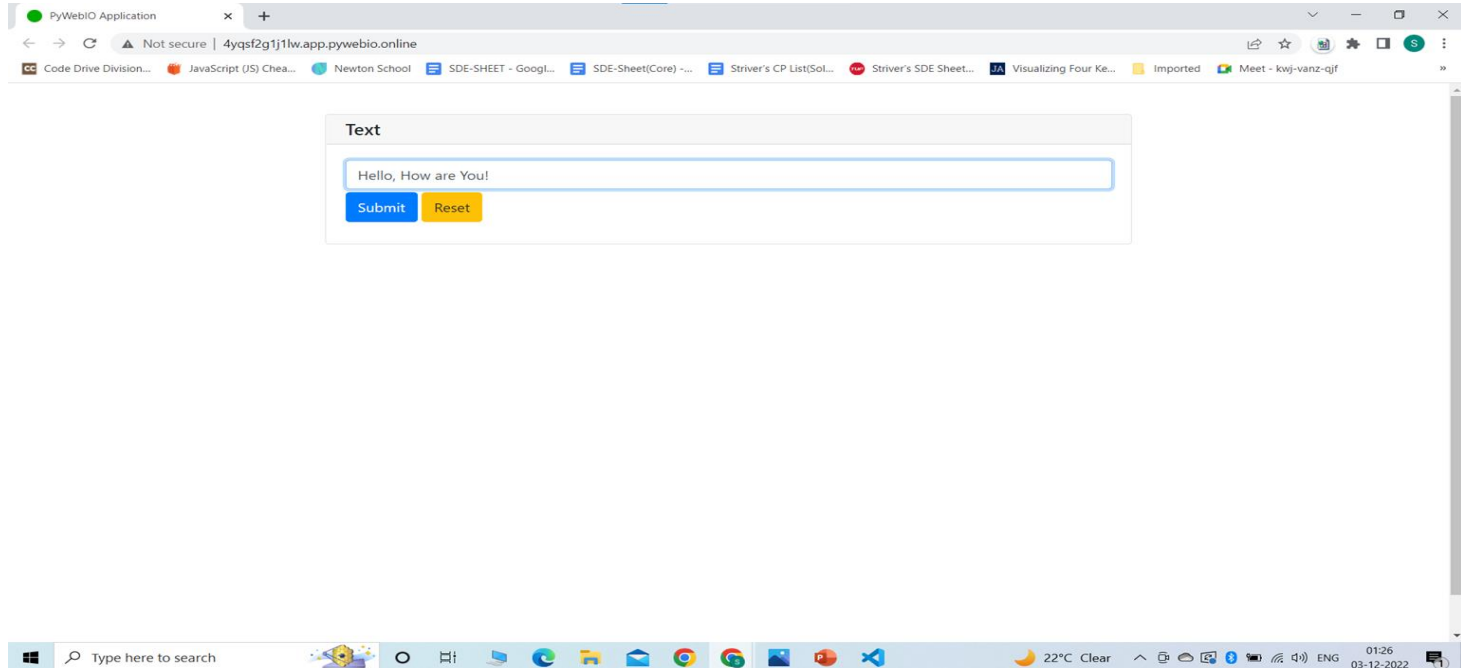 PyWebIO Application
Not secure | 4yqsf2g1j1lw.app.pywebio.online
S
CC Code Drive Division... JavaScript (JS) Chea... Newton School SDE-SHEET - Googl... SDE-Sheet(Core) -... Striver's CP List(Sol... Striver's SDE Sheet... JA Visualizing Four Ke... Imported Meet - kwj-vanz-qjf »
Text
Hello, How are You!
Submit Reset
Type here to search 22°C Clear ENG 01:26
03-12-2022